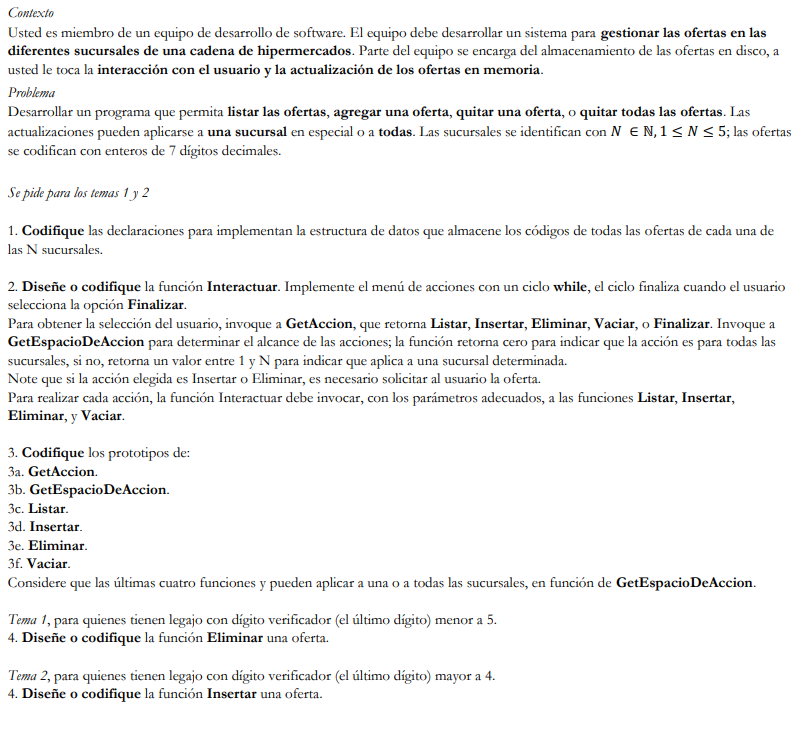 Contexto
Usted es miembro de un equipo de desarrollo de software. El equipo debe desarrollar un sistema para gestionar las ofertas en las
diferentes sucursales de una cadena de hipermercados. Parte del equipo se encarga del almacenamiento de las ofertas en disco, a
usted le toca la interacción con el usuario y la actualización de los ofertas en memoria.
Problema
Desarrollar un programa que permita listar las ofertas, agregar una oferta, quitar una oferta, o quitar todas las ofertas. Las
actualizaciones pueden aplicarse a una sucursal en especial o a todas. Las sucursales se identifican con N ∈ ℕ, 1 ≤ N ≤ 5; las ofertas
se codifican con enteros de 7 dígitos decimales.
Se pide para los temas 1 y 2
1. Codifique las declaraciones para implementan la estructura de datos que almacene los códigos de todas las ofertas de cada una de
las N sucursales.
2. Diseñe o codifique la función Interactuar. Implemente el menú de acciones con un ciclo while, el ciclo finaliza cuando el usuario
selecciona la opción Finalizar.
Para obtener la selección del usuario, invoque a GetAccion, que retorna Listar, Insertar, Eliminar, Vaciar, o Finalizar. Invoque a
GetEspacioDeAccion para determinar el alcance de las acciones; la función retorna cero para indicar que la acción es para todas las
sucursales, si no, retorna un valor entre 1 y N para indicar que aplica a una sucursal determinada.
Note que si la acción elegida es Insertar o Eliminar, es necesario solicitar al usuario la oferta.
Para realizar cada acción, la función Interactuar debe invocar, con los parámetros adecuados, a las funciones Listar, Insertar,
Eliminar, y Vaciar.
3. Codifique los prototipos de:
3a. GetAccion.
3b. GetEspacioDeAccion.
3c. Listar.
3d. Insertar.
3e. Eliminar.
3f. Vaciar.
Considere que las últimas cuatro funciones y pueden aplicar a una o a todas las sucursales, en función de GetEspacioDeAccion.
Tema 1, para quienes tienen legajo con dígito verificador (el último dígito) menor a 5.
4. Diseñe o codifique la función Eliminar una oferta.
Tema 2, para quienes tienen legajo con dígito verificador (el último dígito) mayor a 4.
4. Diseñe o codifique la función Insertar una oferta.